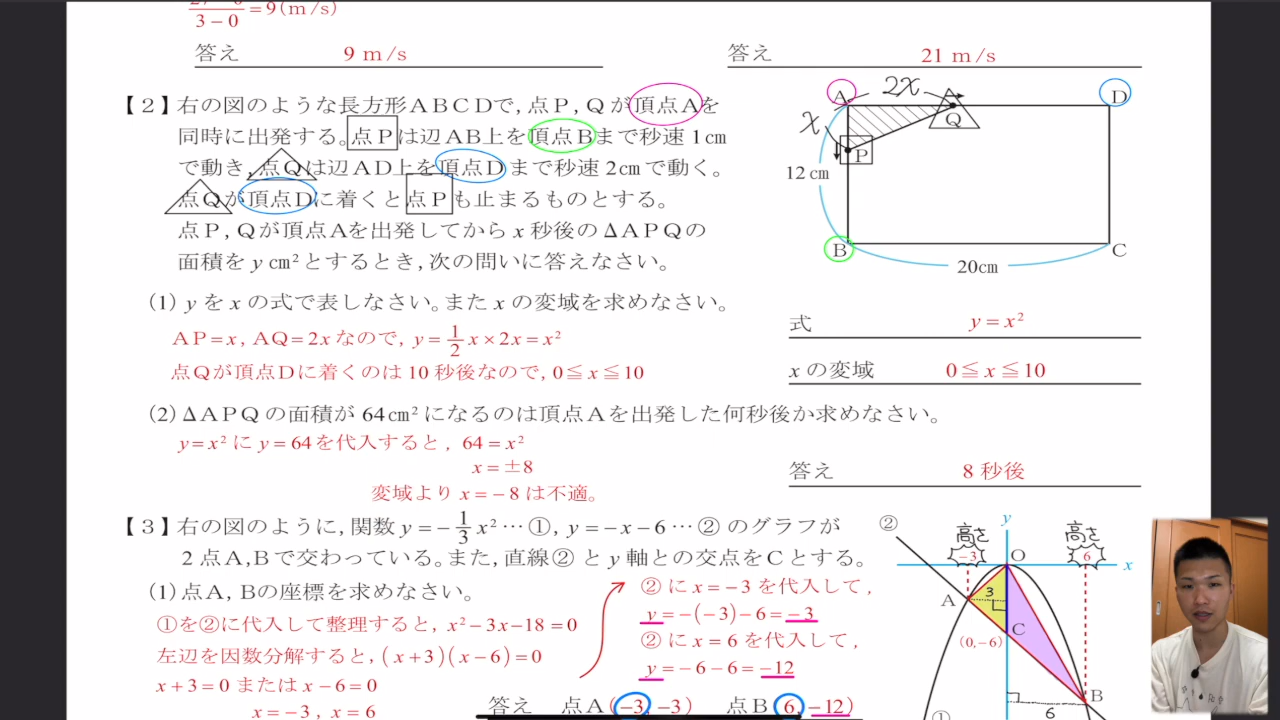 3－0
＝9(m/s)
答え 9 m/s
答え 21 m/s
【2】右の図のような長方形ABCDで, 点P, Qが頂点Aを
同時に出発する。点Pは辺AB上を頂点Bまで秒速1cm
で動き, 点Qは辺AD上を頂点Dまで秒速2cmで動く。
点Qが頂点Dに着くと点Pも止まるものとする。
点P, Qが頂点Aを出発してからx秒後のΔAPQの
面積をy cm²とするとき, 次の問いに答えなさい。
A 2x D
x Q
P
12cm
B C
20cm
(1) yをxの式で表しなさい。またxの変域を求めなさい。
AP=x, AQ=2xなので, y=1/2 x×2x=x²
点Qが頂点Dに着くのは10秒後なので, 0≦x≦10
式 y=x²
xの変域 0≦x≦10
(2) ΔAPQの面積が64cm²になるのは頂点Aを出発した何秒後か求めなさい。
y=x²にy=64を代入すると, 64=x²
x=±8
変域よりx=－8は不適。
答え 8秒後
【3】右の図のように, 関数y=－1/3 x²…①, y=－x－6…②のグラフが
2点A,Bで交わっている。また, 直線②とy軸との交点をCとする。
(1)点A, Bの座標を求めなさい。
①を②に代入して整理すると, x²－3x－18=0
左辺を因数分解すると, (x+3)(x－6)=0
x+3=0またはx－6=0
x=－3, x=6
②にx=－3を代入して,
y=－(－3)－6=－3
②にx=6を代入して,
y=－6－6=－12
答え 点A(－3, －3) 点B(6, －12)
② 高さ y 高さ
－3 O 6 x
A 3
C
(0,－6)
B
① 6